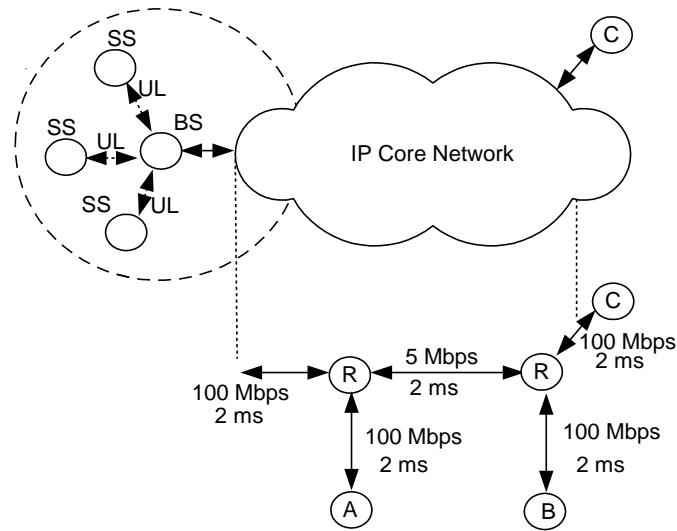 SS
UL
SS
UL
BS
SS
UL
IP Core Network
C
C
100 Mbps
2 ms
R
5 Mbps
2 ms
R
100 Mbps
2 ms
100 Mbps
2 ms
100 Mbps
2 ms
A
B